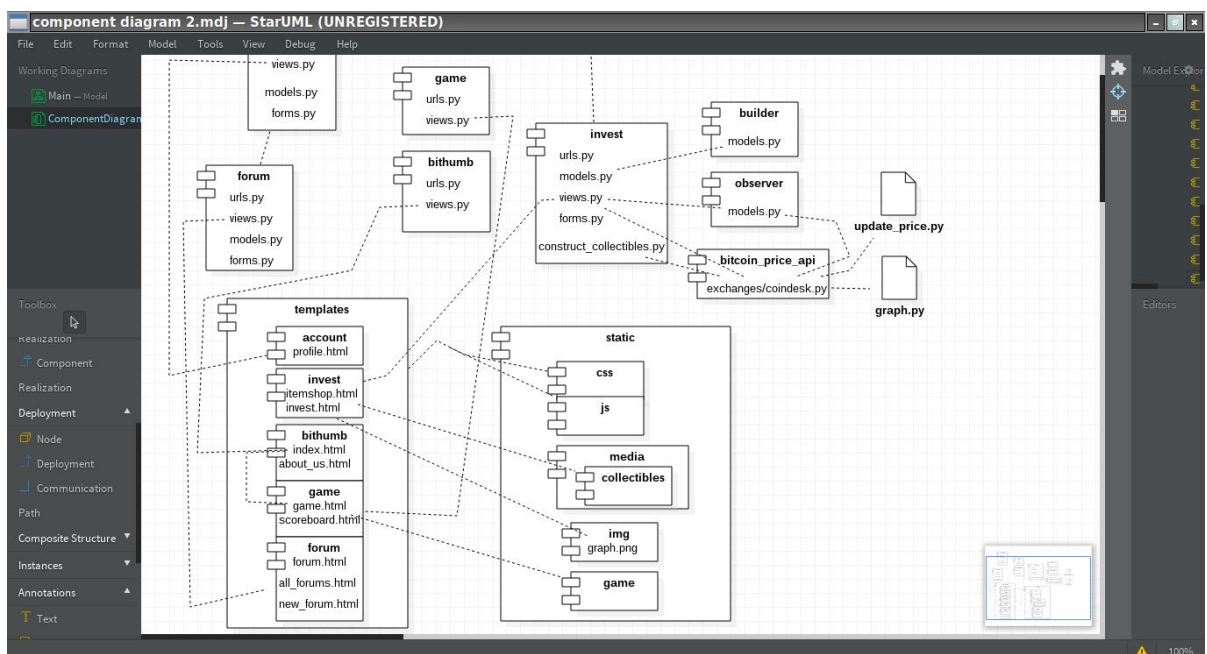 component diagram 2.mdj — StarUML (UNREGISTERED)
File Edit Format Model Tools View Debug Help
Working Diagrams
Main — Model
ComponentDiagran
Toolbox
Realization
Component
Realization
Deployment
Node
Deployment
Communication
Path
Composite Structure
Instances
Annotations
Text
views.py
models.py
forms.py
game
urls.py
views.py
forum
urls.py
views.py
models.py
forms.py
bithumb
urls.py
views.py
invest
urls.py
models.py
views.py
forms.py
construct_collectibles.py
builder
models.py
observer
models.py
bitcoin_price_api
exchanges/coindesk.py
update_price.py
graph.py
templates
account
profile.html
invest
itemshop.html
invest.html
bithumb
index.html
about_us.html
game
game.html
scoreboard.html
forum
forum.html
all_forums.html
new_forum.html
static
css
js
media
collectibles
img
graph.png
game
Editors
100%